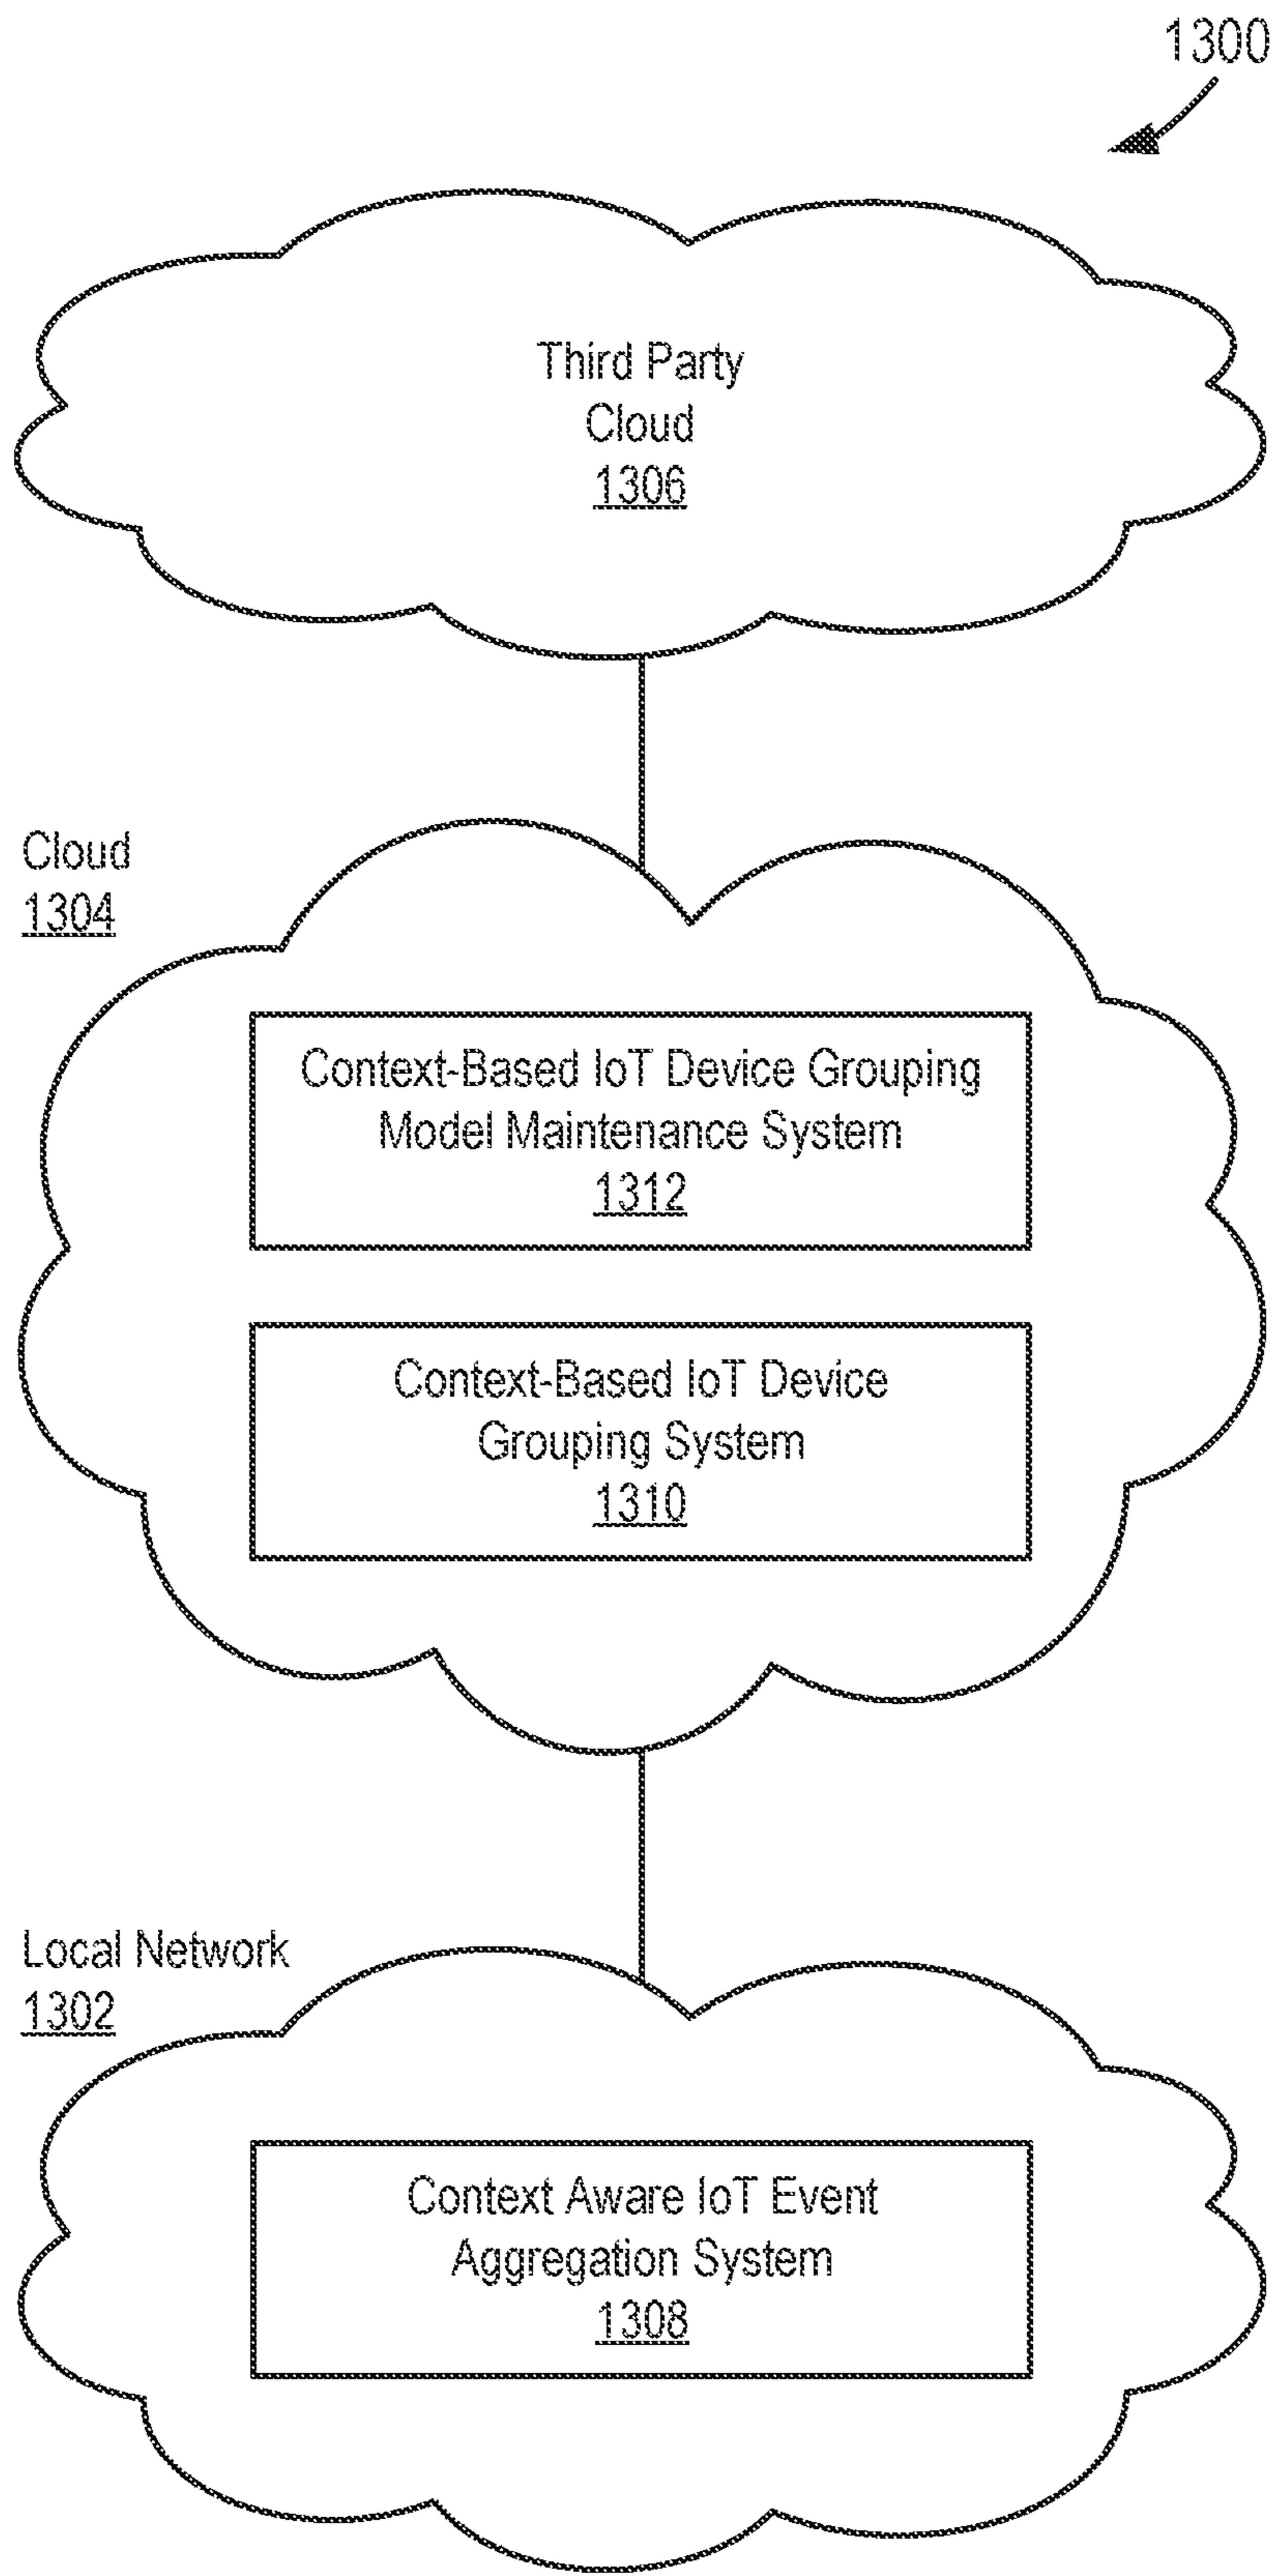 1300
Third Party
Cloud
1306
Cloud
1304
Context-Based IoT Device Grouping
Model Maintenance System
1312
Context-Based IoT Device
Grouping System
1310
Local Network
1302
Context Aware IoT Event
Aggregation System
1308